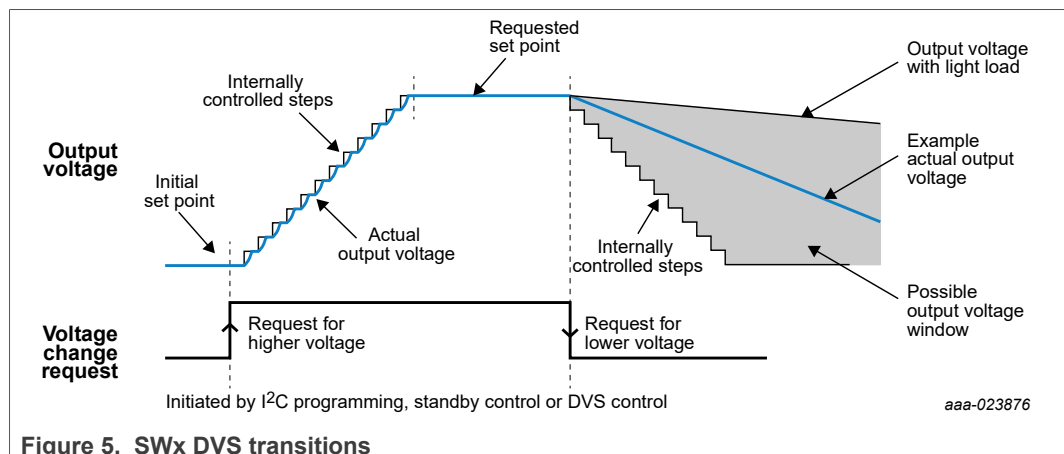 Requested
set point
Output voltage
with light load
Internally
controlled steps
Output
voltage
Example
actual output
voltage
Initial
set point
Actual
output voltage
Internally
controlled steps
Possible
output voltage
window
Voltage
change
request
Request for
higher voltage
Request for
lower voltage
Initiated by I2C programming, standby control or DVS control
aaa-023876
Figure 5. SWx DVS transitions